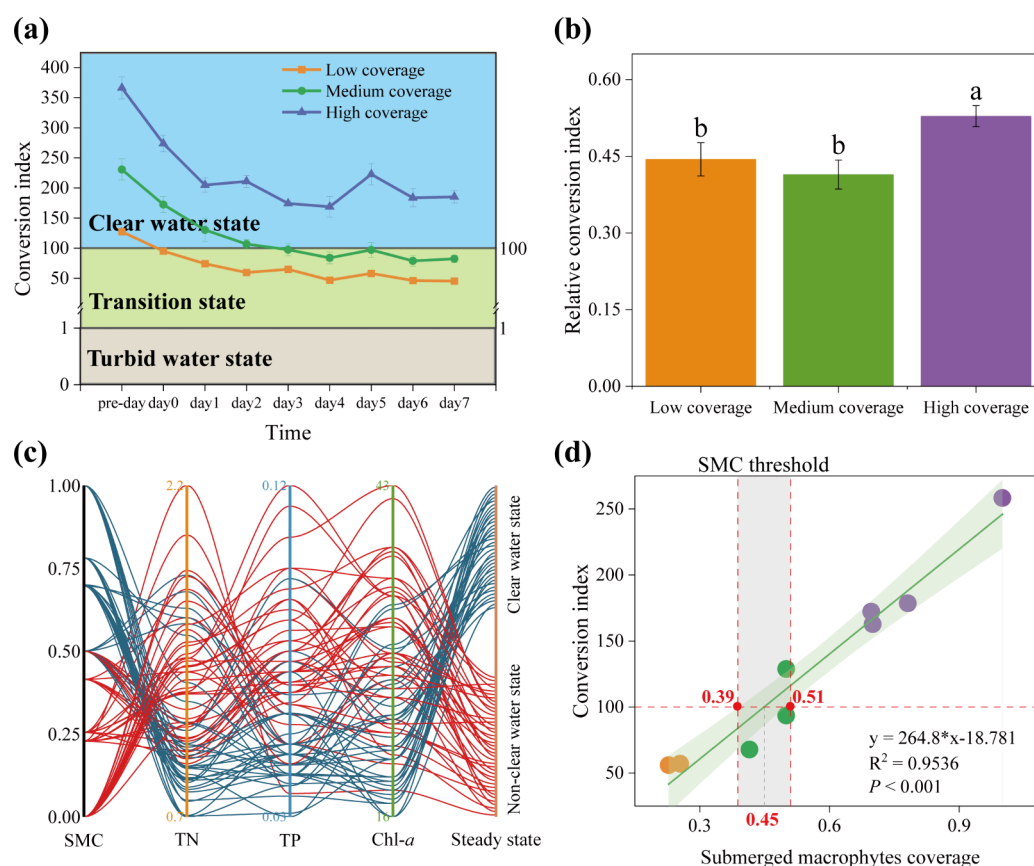 (a)
400
350
300
250
200
150
100
50
1
0
Conversion index
Low coverage
Medium coverage
High coverage
Clear water state
100
Transition state
1
Turbid water state
pre-day day0 day1 day2 day3 day4 day5 day6 day7
Time
(b)
0.60
0.45
0.30
0.15
0.00
Relative conversion index
b
b
a
Low coverage Medium coverage High coverage
(c)
1.00
0.75
0.50
0.25
0.00
2.2
0.12
43
0.7
0.03
16
Clear water state
Non-clear water state
SMC TN TP Chl-a Steady state
(d)
SMC threshold
250
200
150
100
50
Conversion index
0.39
0.51
y = 264.8*x-18.781
R² = 0.9536
P < 0.001
0.3 0.45 0.6 0.9
Submerged macrophytes coverage